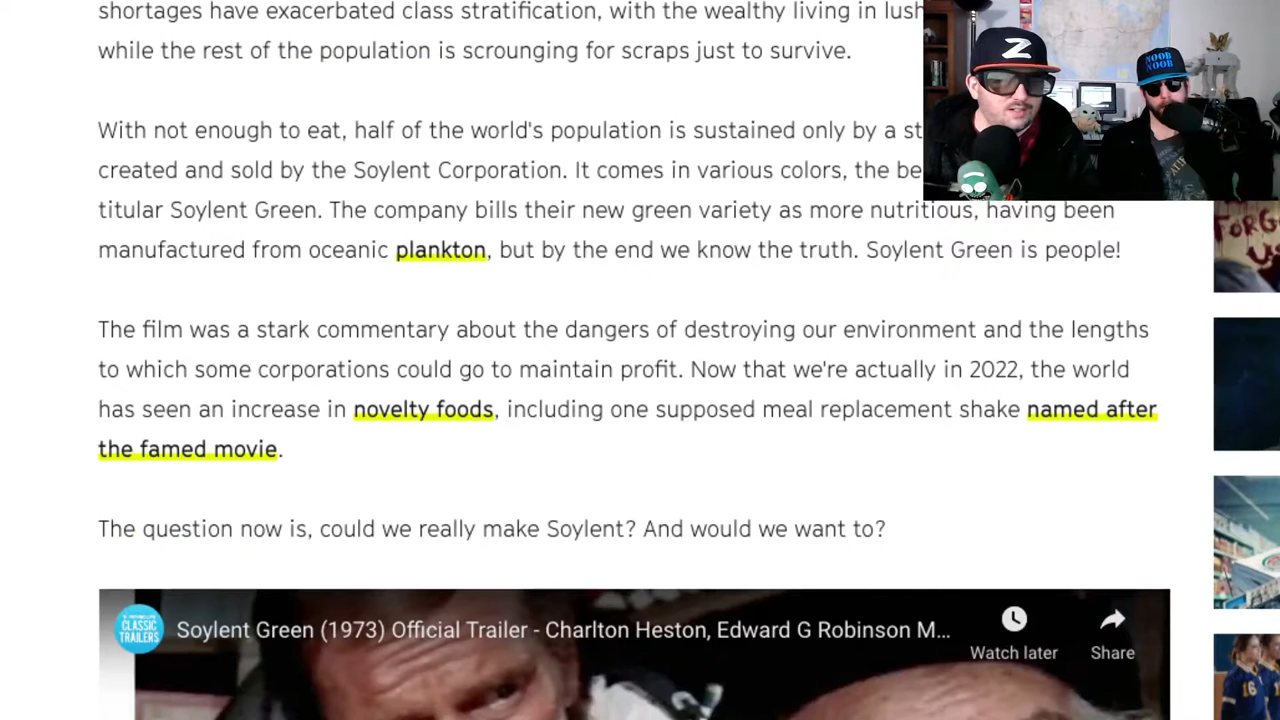 shortages have exacerbated class stratification, with the wealthy living in lush
while the rest of the population is scrounging for scraps just to survive.
With not enough to eat, half of the world's population is sustained only by a
created and sold by the Soylent Corporation. It comes in various colors, the
titular Soylent Green. The company bills their new green variety as more nutritious, having been
manufactured from oceanic plankton, but by the end we know the truth. Soylent Green is people!
The film was a stark commentary about the dangers of destroying our environment and the lengths
to which some corporations could go to maintain profit. Now that we're actually in 2022, the world
has seen an increase in novelty foods, including one supposed meal replacement shake named after
the famed movie.
The question now is, could we really make Soylent? And would we want to?
CLASSIC
TRAILERS
Soylent Green (1973) Official Trailer - Charlton Heston, Edward G Robinson M...
Watch later
Share
Z
NOOB
NOOB
16